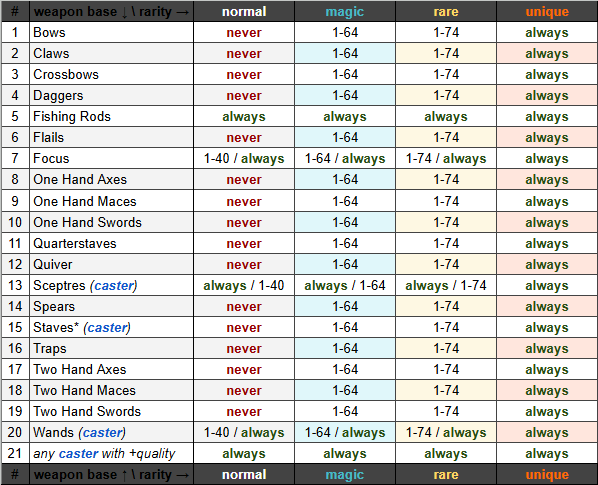 # weapon base ↓ \ rarity → normal magic rare unique
1 Bows never 1-64 1-74 always
2 Claws never 1-64 1-74 always
3 Crossbows never 1-64 1-74 always
4 Daggers never 1-64 1-74 always
5 Fishing Rods always always always always
6 Flails never 1-64 1-74 always
7 Focus 1-40 / always 1-64 / always 1-74 / always always
8 One Hand Axes never 1-64 1-74 always
9 One Hand Maces never 1-64 1-74 always
10 One Hand Swords never 1-64 1-74 always
11 Quarterstaves never 1-64 1-74 always
12 Quiver never 1-64 1-74 always
13 Sceptres (caster) always / 1-40 always / 1-64 always / 1-74 always
14 Spears never 1-64 1-74 always
15 Staves* (caster) never 1-64 1-74 always
16 Traps never 1-64 1-74 always
17 Two Hand Axes never 1-64 1-74 always
18 Two Hand Maces never 1-64 1-74 always
19 Two Hand Swords never 1-64 1-74 always
20 Wands (caster) 1-40 / always 1-64 / always 1-74 / always always
21 any caster with +quality always always always always
# weapon base ↑ \ rarity → normal magic rare unique